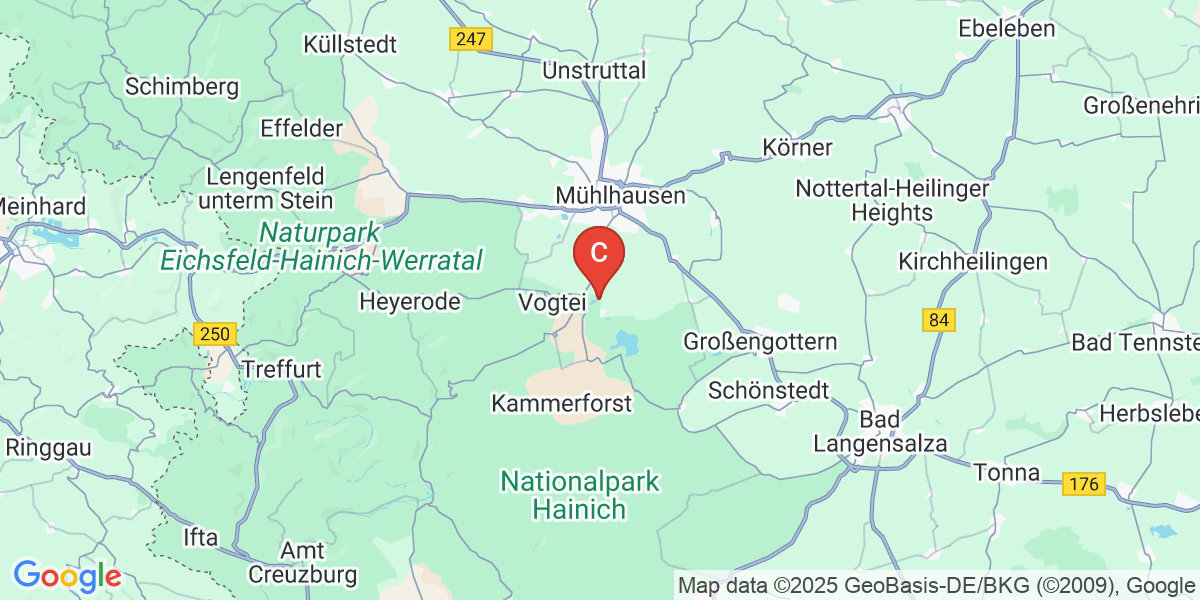 Ebeleben
Küllstedt
247
Unstruttal
Schimberg
Großenehri
Effelder
Körner
Lengenfeld
unterm Stein
Mühlhausen
Nottertal-Heilinger
Heights
Meinhard
Naturpark
Eichsfeld-Hainich-Werratal
C
Kirchheilingen
Heyerode
Vogtei
84
250
Großengottern
Bad Tennste
Treffurt
Schönstedt
Kammerforst
Herbslebe
Bad
Langensalza
Ringgau
Tonna
176
Nationalpark
Hainich
Ifta
Amt
Creuzburg
Google
Map data ©2025 GeoBasis-DE/BKG (©2009), Google